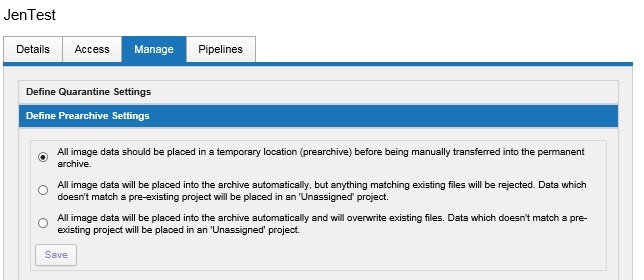 JenTest
Details Access Manage Pipelines
Define Quarantine Settings
Define Prearchive Settings
All image data should be placed in a temporary location (prearchive) before being manually transferred into the permanent
archive.
All image data will be placed into the archive automatically, but anything matching existing files will be rejected. Data which
doesn't match a pre-existing project will be placed in an 'Unassigned' project.
All image data will be placed into the archive automatically and will overwrite existing files. Data which doesn't match a pre-
existing project will be placed in an 'Unassigned' project.
Save